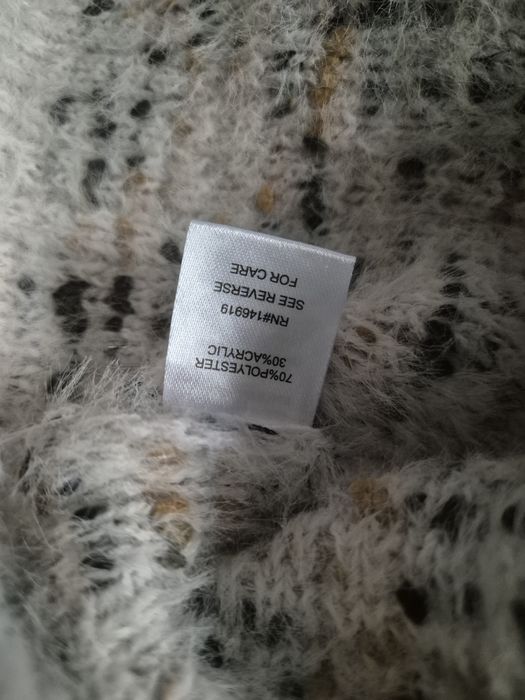 70%POLYESTER
30%ACRYLIC
RN#146919
SEE REVERSE
FOR CARE